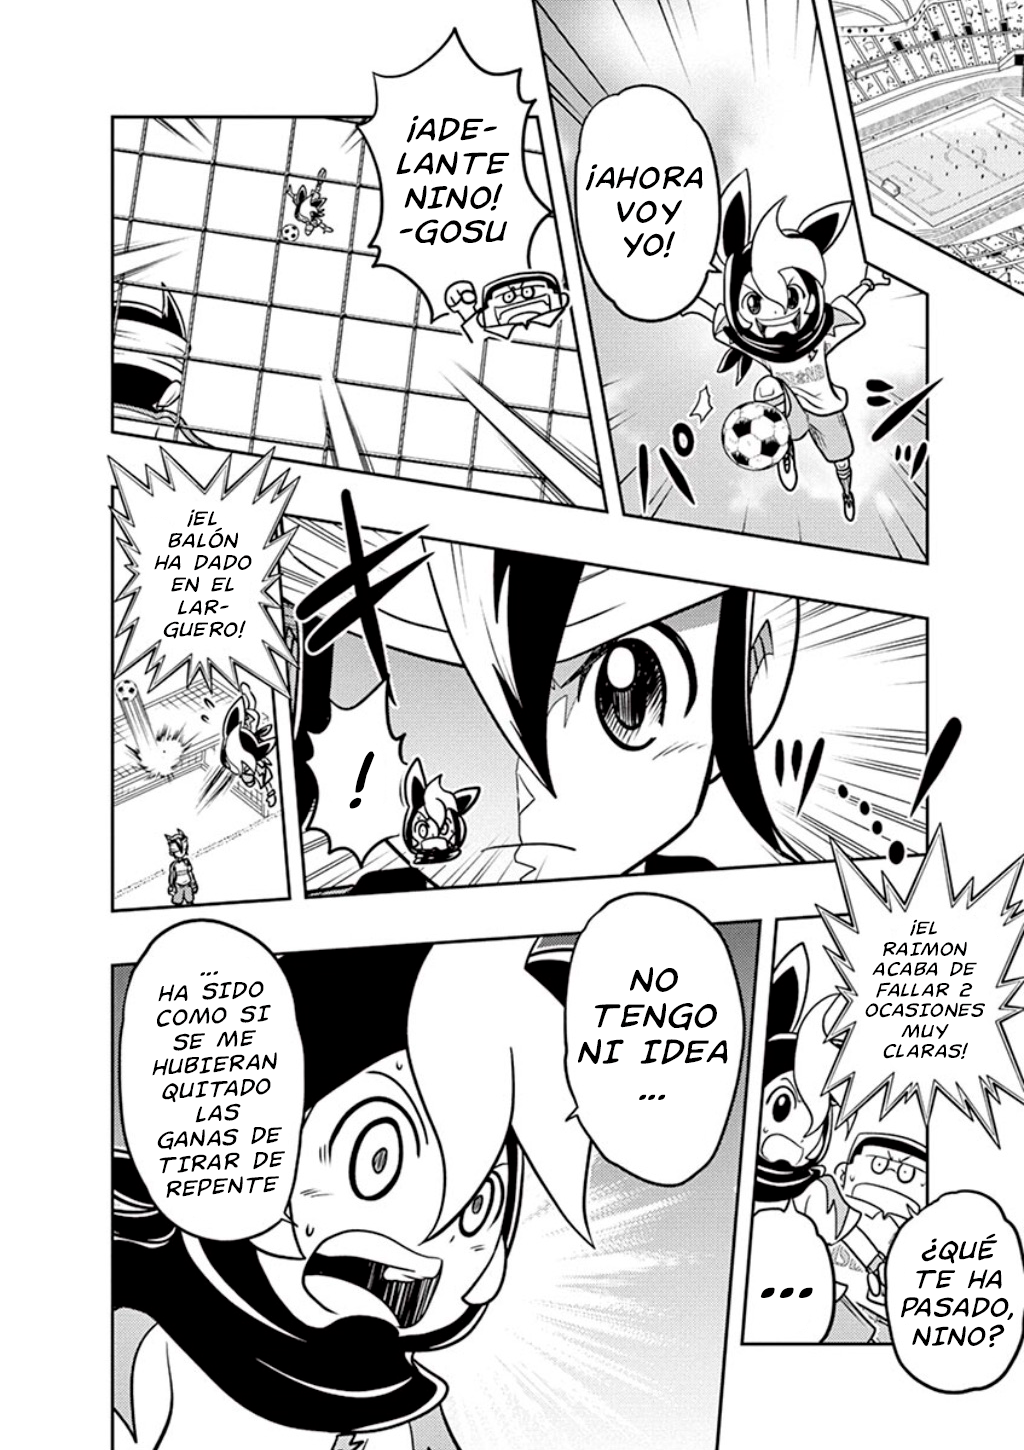 ¡AHORA
VOY
YO!
¡ADE-
LANTE
NINO!
-GOSU
!
¡EL
BALÓN
HA DADO
EN EL
LAR-
GUERO!
¡EL
RAIMON
ACABA DE
FALLAR 2
OCASIONES
MUY
CLARAS!
¿QUÉ
TE HA
PASADO,
NINO?
...
NO
TENGO
NI IDEA
...
...
HA SIDO
COMO SI
SE ME
HUBIERAN
QUITADO
LAS
GANAS DE
TIRAR DE
REPENTE